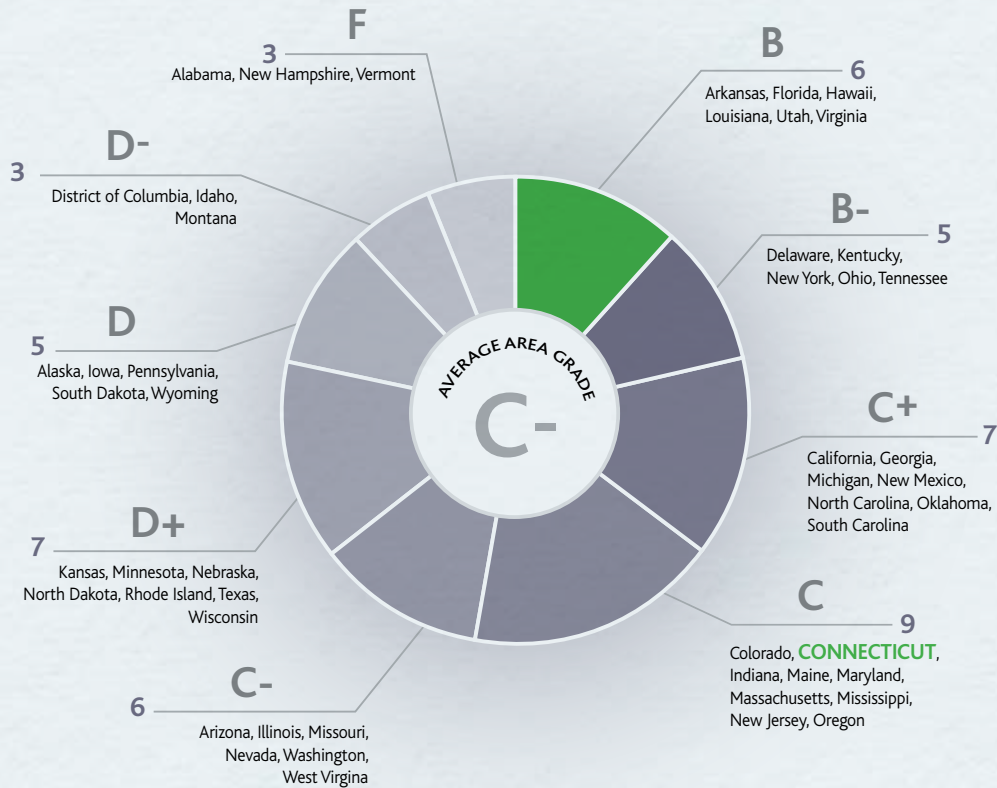 F
3
Alabama, New Hampshire, Vermont
B
6
Arkansas, Florida, Hawaii,
Louisiana, Utah, Virginia
D-
3
District of Columbia, Idaho,
Montana
B-
5
Delaware, Kentucky,
New York, Ohio, Tennessee
D
5
Alaska, Iowa, Pennsylvania,
South Dakota, Wyoming
AVERAGE AREA GRADE
C-
C+
7
California, Georgia,
Michigan, New Mexico,
North Carolina, Oklahoma,
South Carolina
D+
7
Kansas, Minnesota, Nebraska,
North Dakota, Rhode Island, Texas,
Wisconsin
C
9
Colorado, CONNECTICUT,
Indiana, Maine, Maryland,
Massachusetts, Mississippi,
New Jersey, Oregon
C-
6
Arizona, Illinois, Missouri,
Nevada, Washington,
West Virgina